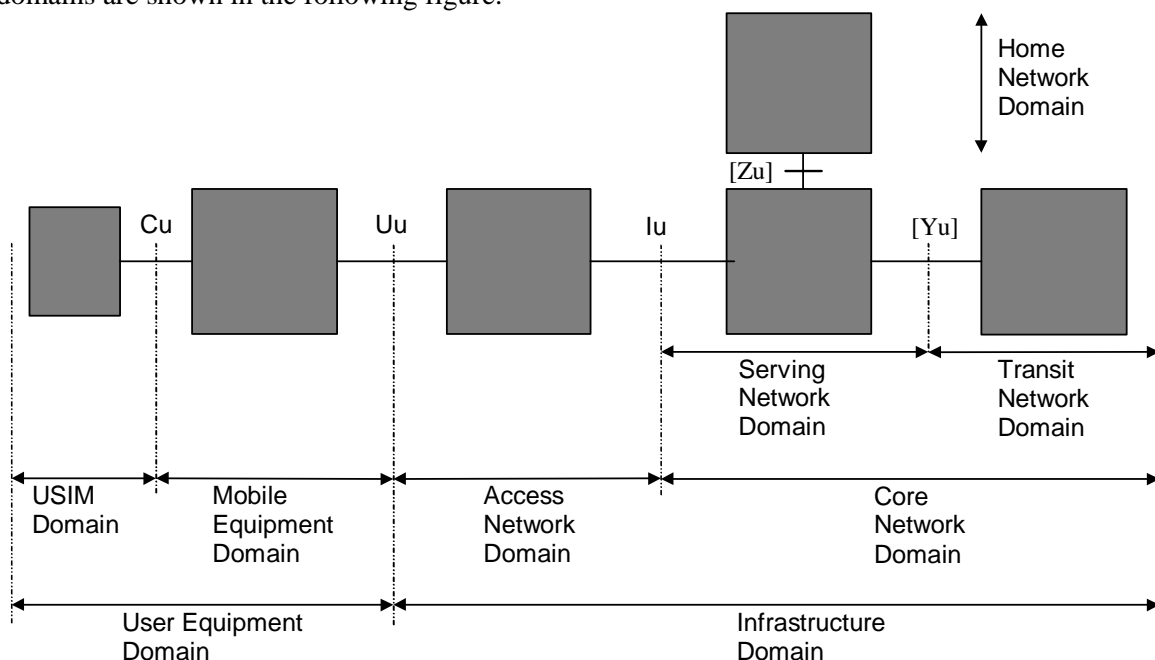 domains are shown in the following figure.
Home
Network
Domain
[Zu]
Cu
Uu
Iu
[Yu]
Serving
Network
Domain
Transit
Network
Domain
USIM
Domain
Mobile
Equipment
Domain
Access
Network
Domain
Core
Network
Domain
User Equipment
Domain
Infrastructure
Domain